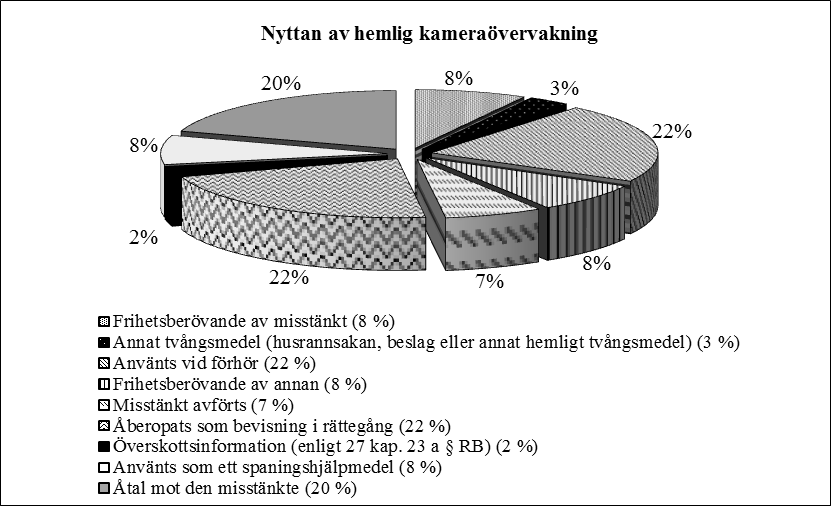 Nyttan av hemlig kameraövervakning
20%
8%
3%
22%
8%
2%
22%
7%
8%
Frihetsberövande av misstänkt (8 %)
Annat tvångsmedel (husrannsakan, beslag eller annat hemligt tvångsmedel) (3 %)
Använts vid förhör (22 %)
Frihetsberövande av annan (8 %)
Misstänkt avförts (7 %)
Åberopats som bevisning i rättegång (22 %)
Överskottsinformation (enligt 27 kap. 23 a § RB) (2 %)
Använts som ett spaningshjälpmedel (8 %)
Åtal mot den misstänkte (20 %)